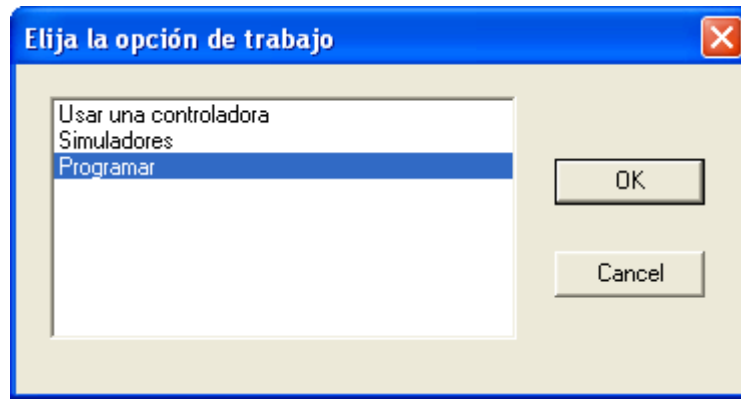 Elija la opción de trabajo
Usar una controladora
Simuladores
Programar
OK
Cancel